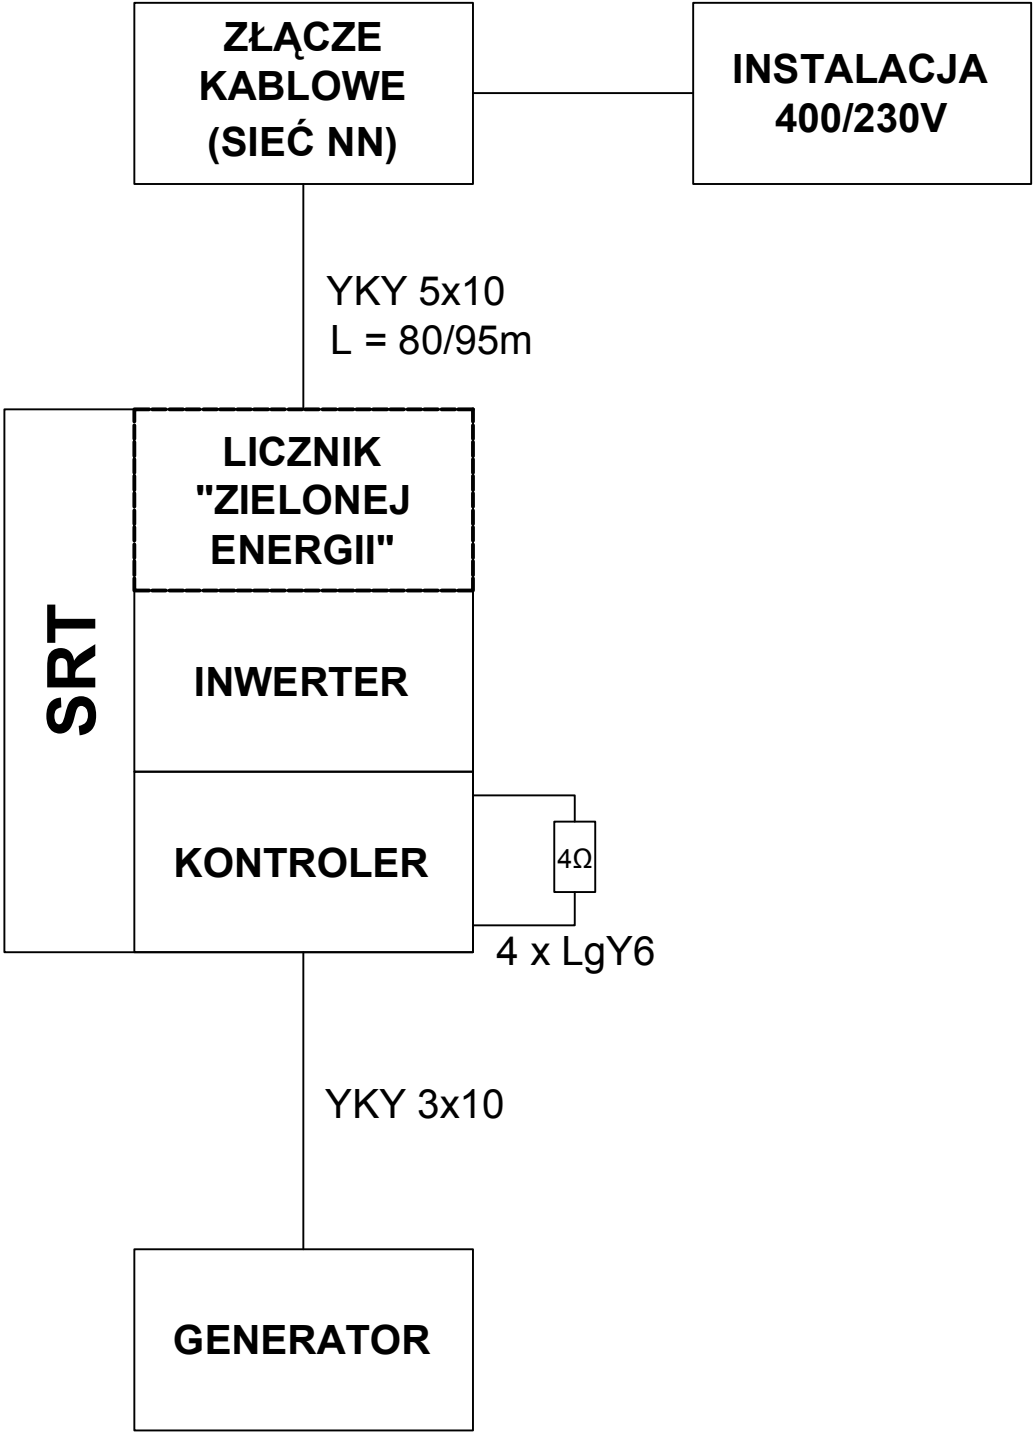 ZŁĄCZE
KABLOWE
(SIEĆ NN)
INSTALACJA
400/230V
YKY 5x10
L = 80/95m
SRT
LICZNIK
"ZIELONEJ
ENERGII"
INWERTER
KONTROLER
4Ω
4 x LgY6
YKY 3x10
GENERATOR